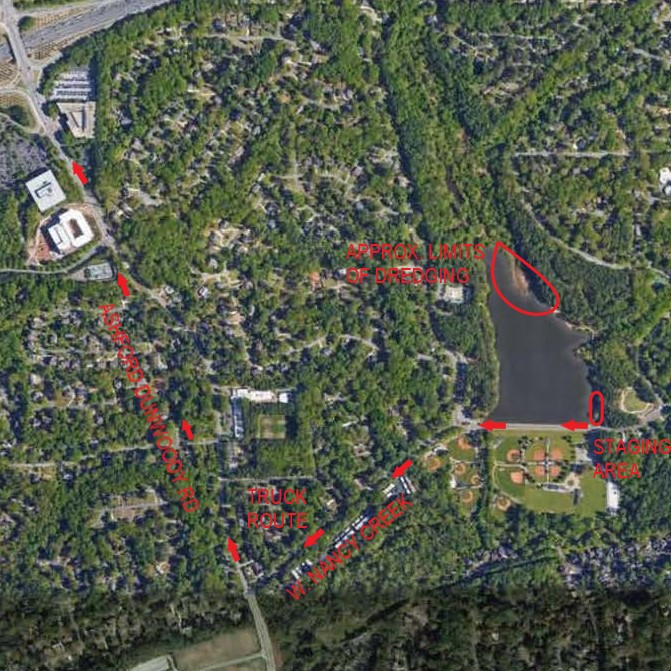 APPROX. LIMITS
OF DREDGING
ASHFORD DUNWOODY RD
STAGING
AREA
TRUCK
ROUTE
W. NANCY CREEK